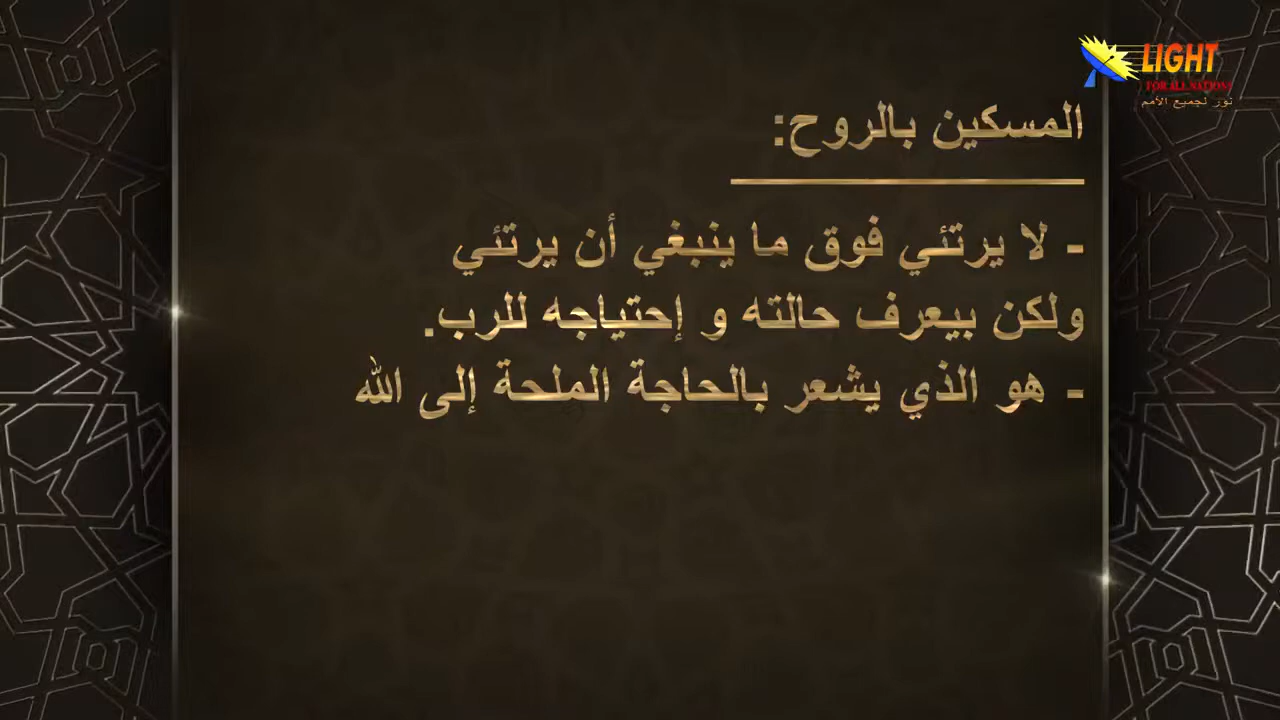 LIGHT
FOR ALL NATIONS
نور لجميع الأمم
المسكين بالروح:
- لا يرتئي فوق ما ينبغي أن يرتئي
ولكن بيعرف حالته و إحتياجه للرب.
- هو الذي يشعر بالحاجة الملحة إلى الله